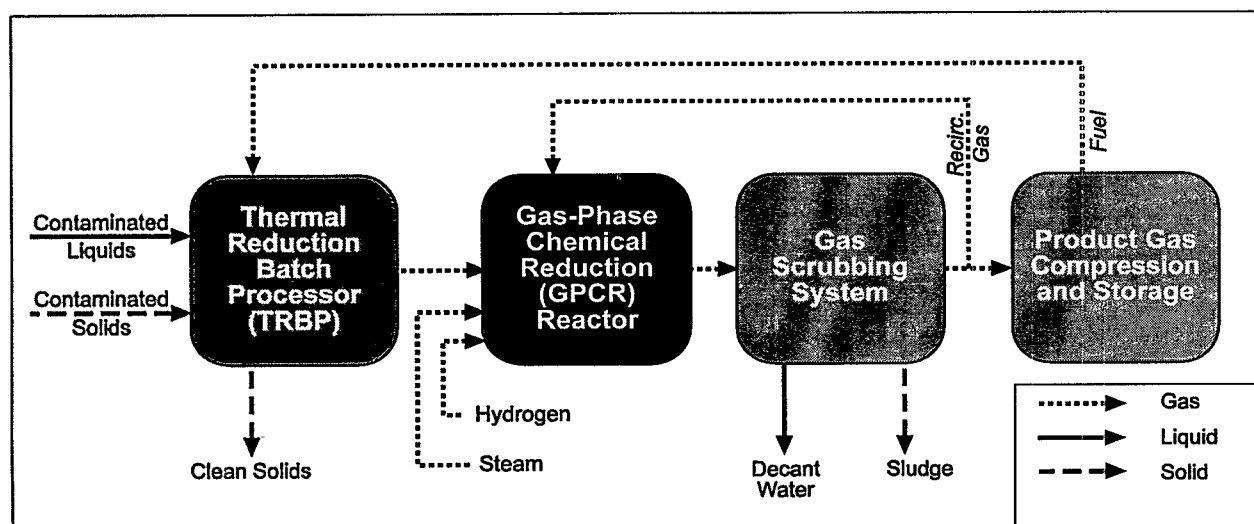 Recirc.
Gas
Fuel
Contaminated
Liquids
Contaminated
Solids
Thermal
Reduction
Batch
Processor
(TRBP)
Gas-Phase
Chemical
Reduction
(GPCR)
Reactor
Gas
Scrubbing
System
Product Gas
Compression
and Storage
Hydrogen
Steam
Clean Solids
Decant
Water
Sludge
Gas
Liquid
Solid